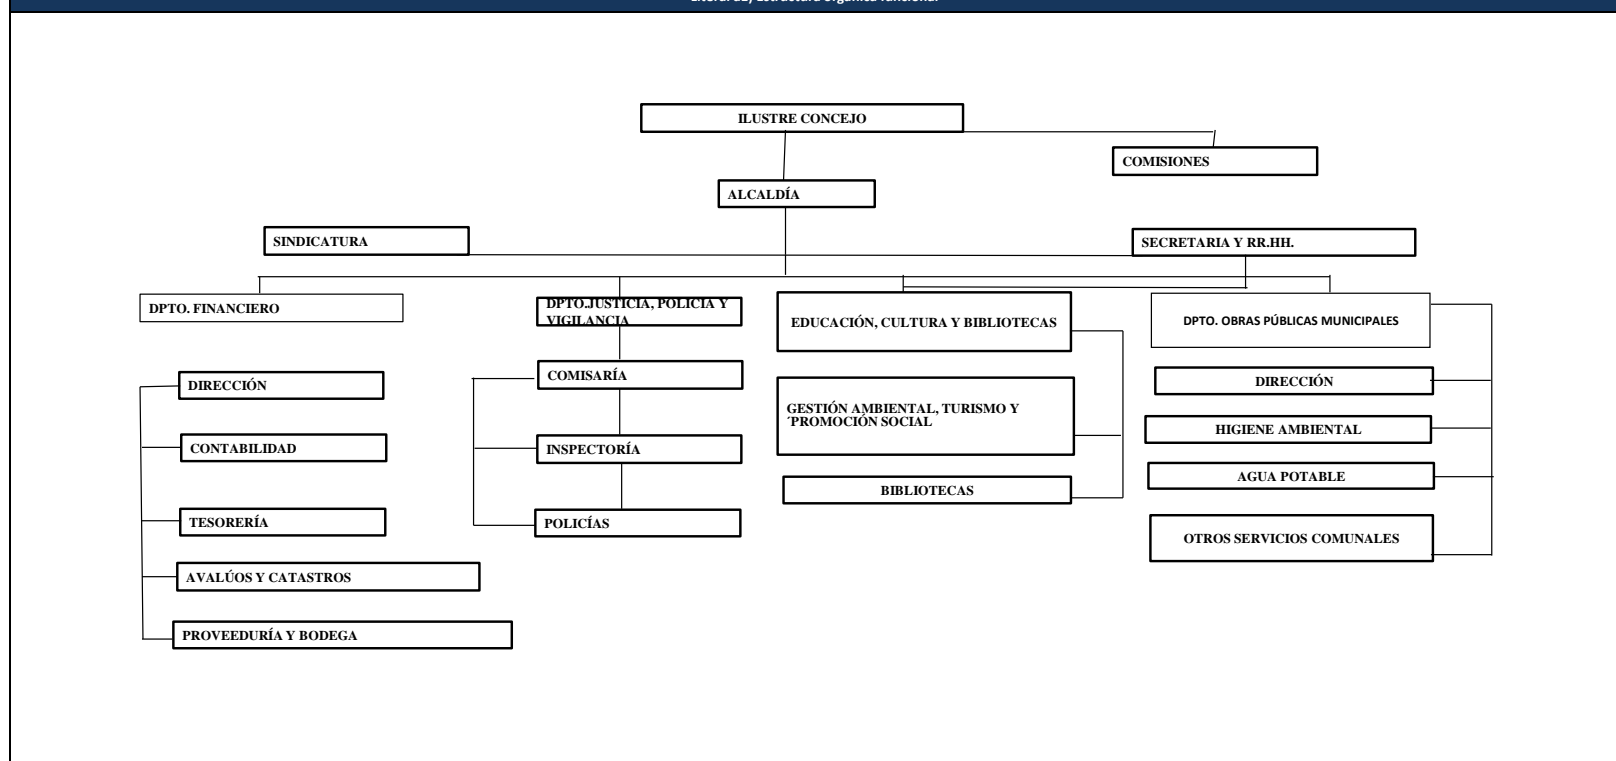 ILUSTRE CONCEJO
COMISIONES
ALCALDÍA
SINDICATURA
SECRETARIA Y RR.HH.
DPTO. FINANCIERO
DPTO.JUSTICIA, POLICIA Y
VIGILANCIA
EDUCACIÓN, CULTURA Y BIBLIOTECAS
DPTO. OBRAS PÚBLICAS MUNICIPALES
DIRECCIÓN
COMISARÍA
GESTIÓN AMBIENTAL, TURISMO Y
´PROMOCIÓN SOCIAL
DIRECCIÓN
CONTABILIDAD
INSPECTORÍA
HIGIENE AMBIENTAL
BIBLIOTECAS
AGUA POTABLE
TESORERÍA
POLICÍAS
OTROS SERVICIOS COMUNALES
AVALÚOS Y CATASTROS
PROVEEDURÍA Y BODEGA